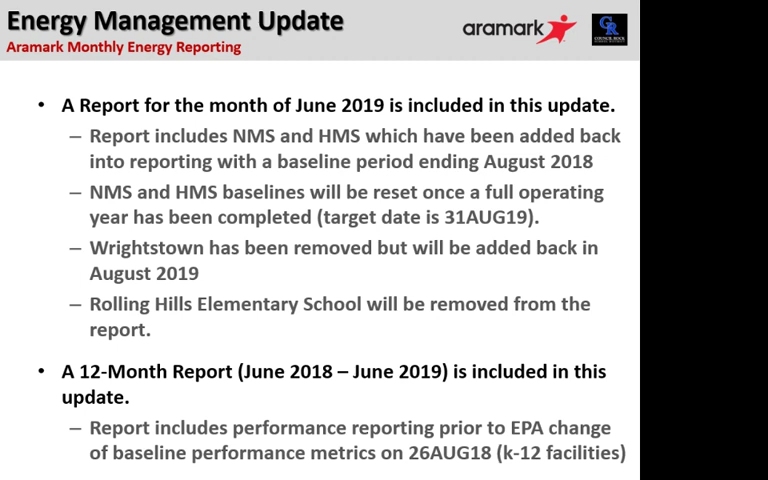 Energy Management Update
Aramark Monthly Energy Reporting
aramark
CR
COUNCIL ROCK
• A Report for the month of June 2019 is included in this update.
– Report includes NMS and HMS which have been added back
into reporting with a baseline period ending August 2018
– NMS and HMS baselines will be reset once a full operating
year has been completed (target date is 31AUG19).
– Wrightstown has been removed but will be added back in
August 2019
– Rolling Hills Elementary School will be removed from the
report.
• A 12-Month Report (June 2018 – June 2019) is included in this
update.
– Report includes performance reporting prior to EPA change
of baseline performance metrics on 26AUG18 (k-12 facilities)